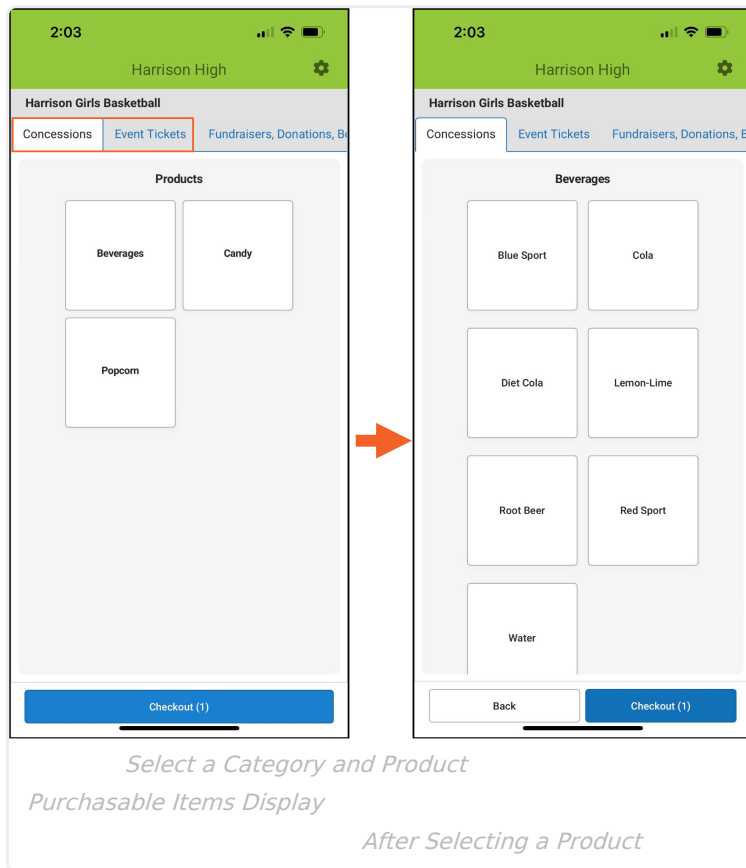 2:03
Harrison High
Harrison Girls Basketball
Concessions Event Tickets Fundraisers, Donations, Be
Products
Beverages Candy
Popcorn
Checkout (1)
2:03
Harrison High
Harrison Girls Basketball
Concessions Event Tickets Fundraisers, Donations, B
Beverages
Blue Sport Cola
Diet Cola Lemon-Lime
Root Beer Red Sport
Water
Back Checkout (1)
Select a Category and Product
Purchasable Items Display
After Selecting a Product